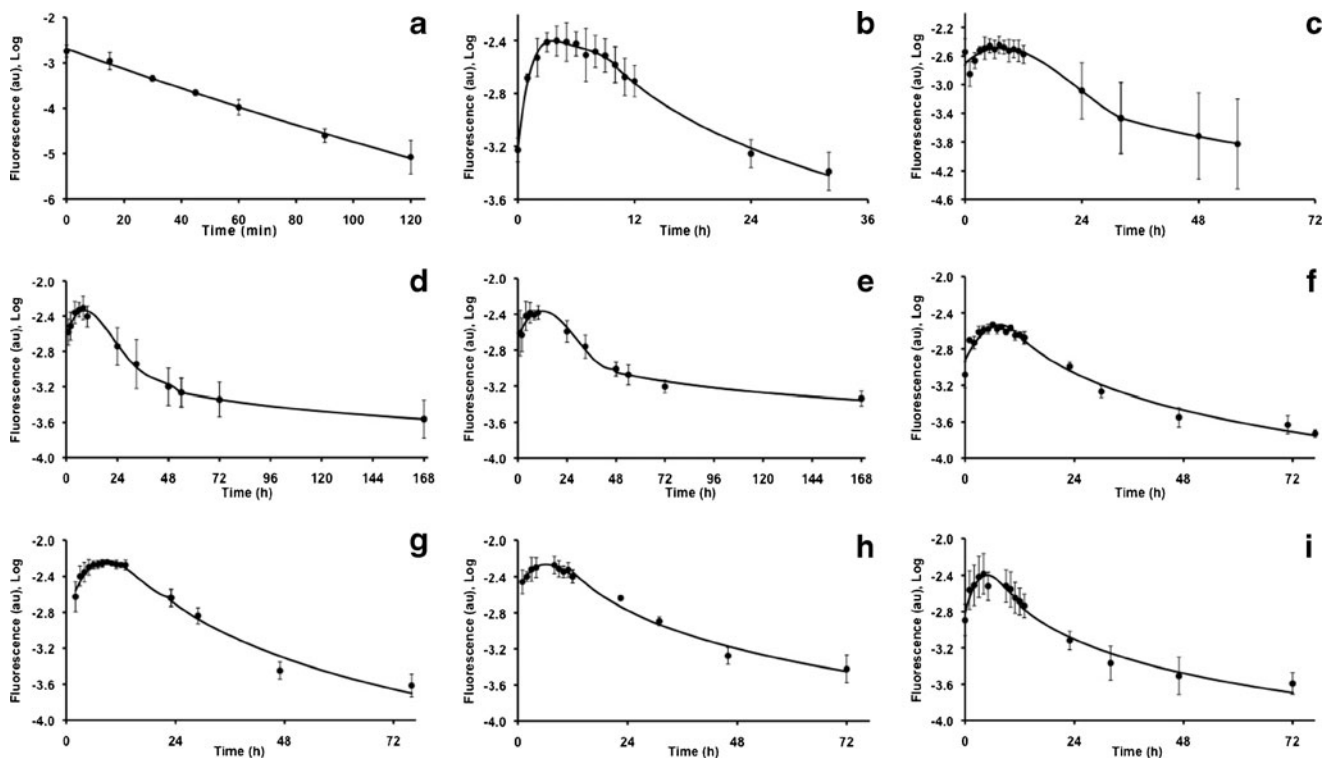 a
Fluorescence (au), Log
-2
-3
-4
-5
-6
0 20 40 60 80 100 120
Time (min)
b
Fluorescence (au), Log
-2.4
-2.8
-3.2
-3.6
0 12 24 36
Time (h)
c
Fluorescence (au), Log
-2.2
-2.6
-3.0
-3.4
-3.8
-4.2
-4.6
0 24 48 72
Time (h)
d
Fluorescence (au), Log
-2.0
-2.4
-2.8
-3.2
-3.6
-4.0
0 24 48 72 96 120 144 168
Time (h)
e
Fluorescence (au), Log
-2.0
-2.4
-2.8
-3.2
-3.6
-4.0
0 24 48 72 96 120 144 168
Time (h)
f
Fluorescence (au), Log
-2.0
-2.4
-2.8
-3.2
-3.6
-4.0
0 24 48 72
Time (h)
g
Fluorescence (au), Log
-2.0
-2.4
-2.8
-3.2
-3.6
-4.0
0 24 48 72
Time (h)
h
Fluorescence (au), Log
-2.0
-2.4
-2.8
-3.2
-3.6
-4.0
0 24 48 72
Time (h)
i
Fluorescence (au), Log
-2.0
-2.4
-2.8
-3.2
-3.6
-4.0
0 24 48 72
Time (h)